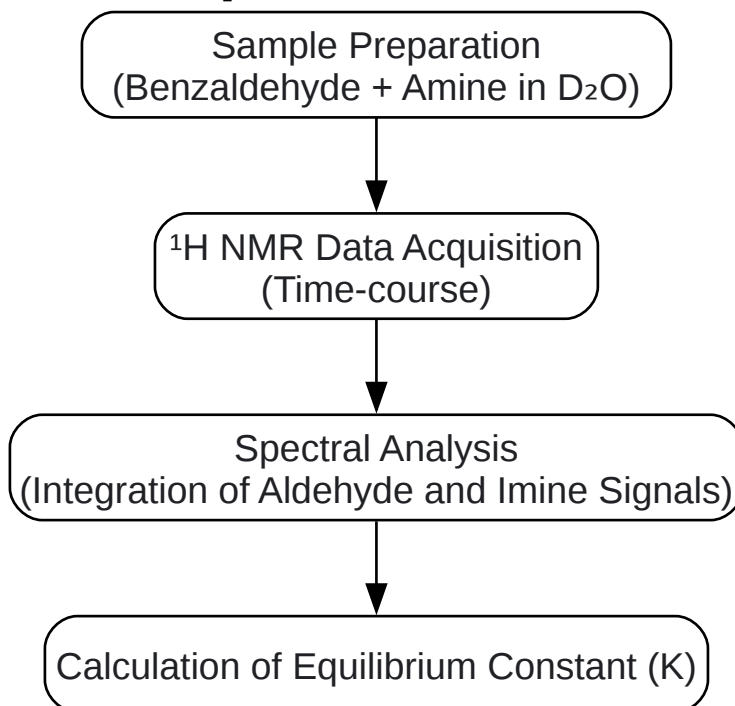 Sample Preparation
(Benzaldehyde + Amine in D₂O)
¹H NMR Data Acquisition
(Time-course)
Spectral Analysis
(Integration of Aldehyde and Imine Signals)
Calculation of Equilibrium Constant (K)